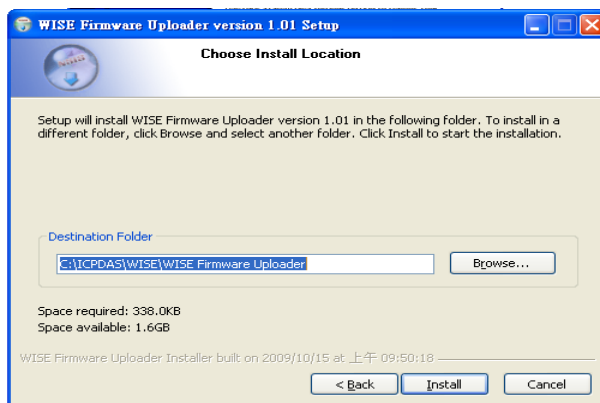 WISE Firmware Uploader version 1.01 Setup
Choose Install Location
Setup will install WISE Firmware Uploader version 1.01 in the following folder. To install in a
different folder, click Browse and select another folder. Click Install to start the installation.
Destination Folder
C:\ICPDAS\WISE\WISE Firmware Uploader
Browse...
Space required: 338.0KB
Space available: 1.6GB
WISE Firmware Uploader Installer built on 2009/10/15 at 上午 09:50:18
< Back
Install
Cancel